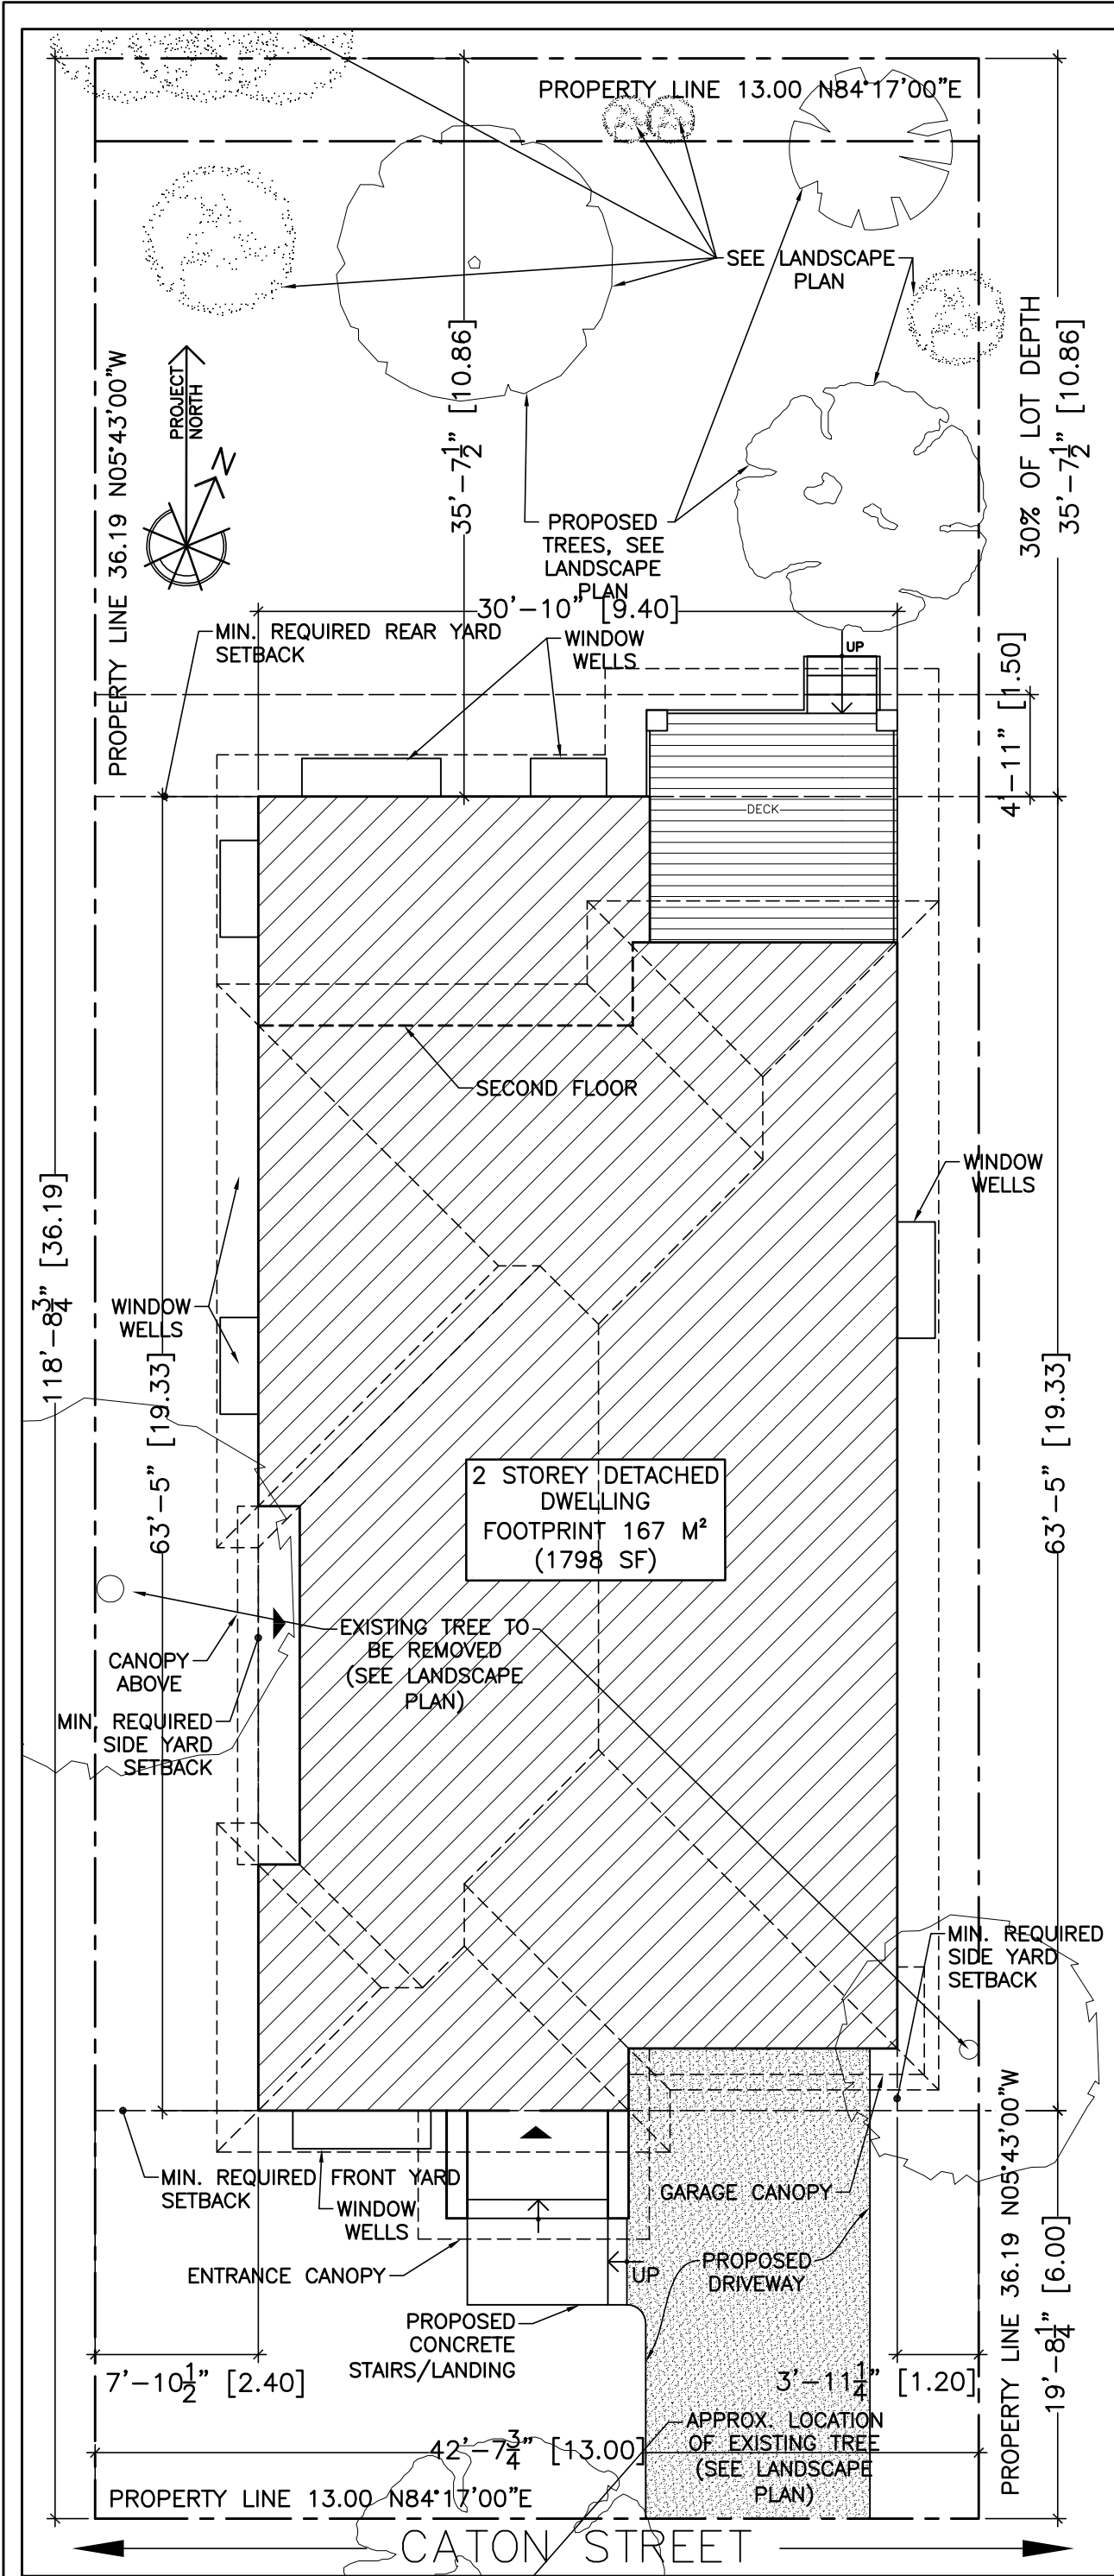 PROPERTY LINE 13.00 N84°17'00"E
SEE LANDSCAPE
PLAN
35'-7½" [10.86]
30% OF LOT DEPTH
35'-7½" [10.86]
PROPERTY LINE 36.19 N05°43'00"W
PROJECT
NORTH
N
PROPOSED
TREES, SEE
LANDSCAPE
PLAN
30'-10" [9.40]
MIN. REQUIRED REAR YARD
SETBACK
WINDOW
WELLS
UP
4'-11" [1.50]
DECK
SECOND FLOOR
WINDOW
WELLS
118'-8¾" [36.19]
WINDOW
WELLS
63'-5" [19.33]
63'-5" [19.33]
2 STOREY DETACHED
DWELLING
FOOTPRINT 167 M²
(1798 SF)
EXISTING TREE TO
BE REMOVED
(SEE LANDSCAPE
PLAN)
CANOPY
ABOVE
MIN. REQUIRED
SIDE YARD
SETBACK
MIN. REQUIRED
SIDE YARD
SETBACK
MIN. REQUIRED FRONT YARD
SETBACK
WINDOW
WELLS
GARAGE CANOPY
ENTRANCE CANOPY
UP
PROPOSED
DRIVEWAY
PROPERTY LINE 36.19 N05°43'00"W
19'-8¼" [6.00]
PROPOSED
CONCRETE
STAIRS/LANDING
7'-10½" [2.40]
3'-11¼" [1.20]
APPROX. LOCATION
OF EXISTING TREE
(SEE LANDSCAPE
PLAN)
42'-7¾" [13.00]
PROPERTY LINE 13.00 N84°17'00"E
CATON STREET